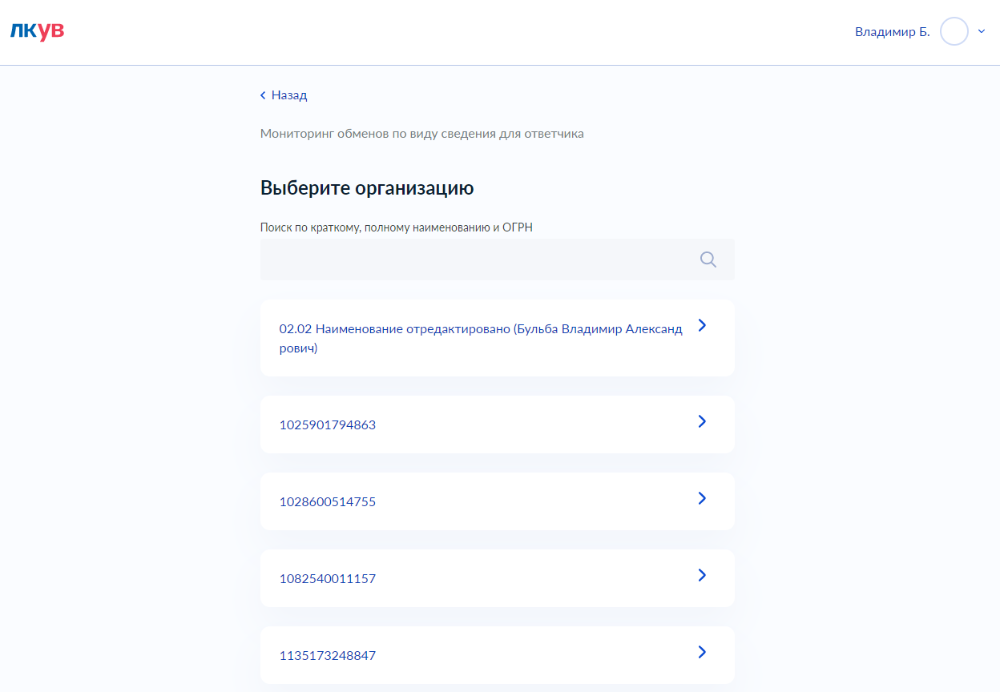 ЛКУВ
Владимир Б.
Назад
Мониторинг обменов по виду сведения для ответчика
Выберите организацию
Поиск по краткому, полному наименованию и ОГРН
02.02 Наименование отредактировано (Бульба Владимир Александ
рович)
1025901794863
1028600514755
1082540011157
1135173248847